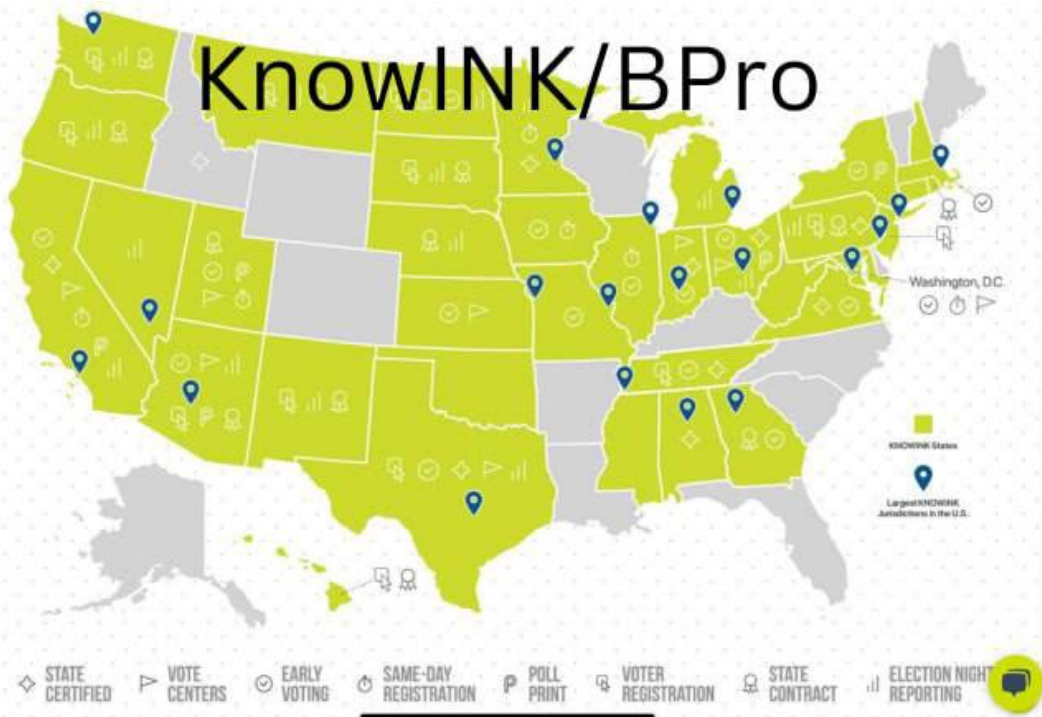 KnowINK/BPro
Washington, D.C.
KNOWINK States
Largest KNOWINK
Jurisdictions in the U.S.
STATE
CERTIFIED
VOTE
CENTERS
EARLY
VOTING
SAME-DAY
REGISTRATION
POLL
PRINT
VOTER
REGISTRATION
STATE
CONTRACT
ELECTION NIGHT
REPORTING